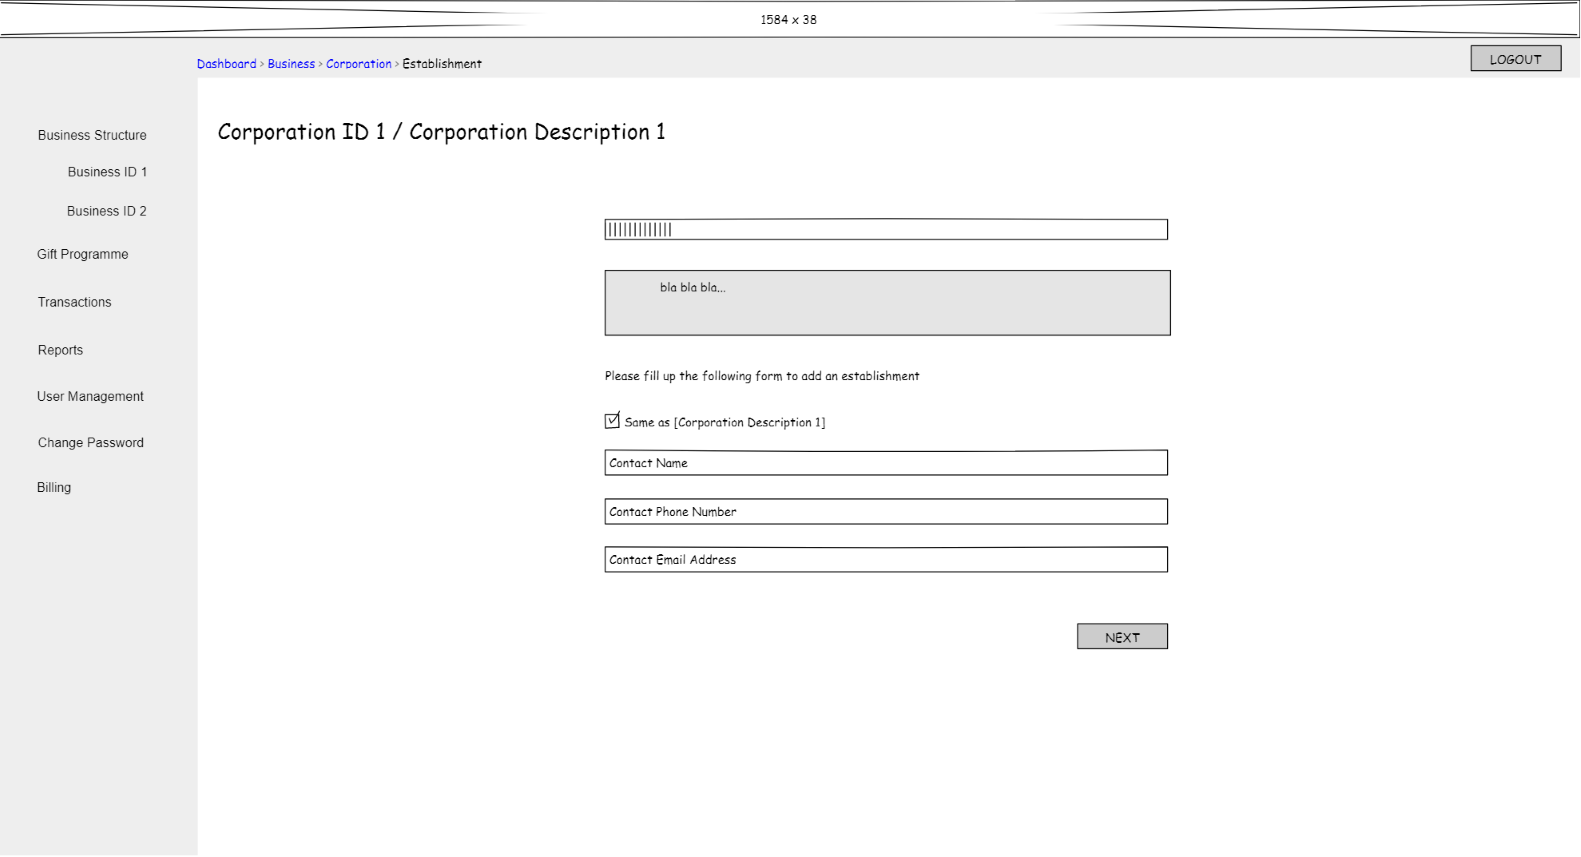 1584 x 38
Dashboard > Business > Corporation > Establishment
LOGOUT
Business Structure
Business ID 1
Business ID 2
Gift Programme
Transactions
Reports
User Management
Change Password
Billing
Corporation ID 1 / Corporation Description 1
bla bla bla...
Please fill up the following form to add an establishment
Same as [Corporation Description 1]
Contact Name
Contact Phone Number
Contact Email Address
NEXT